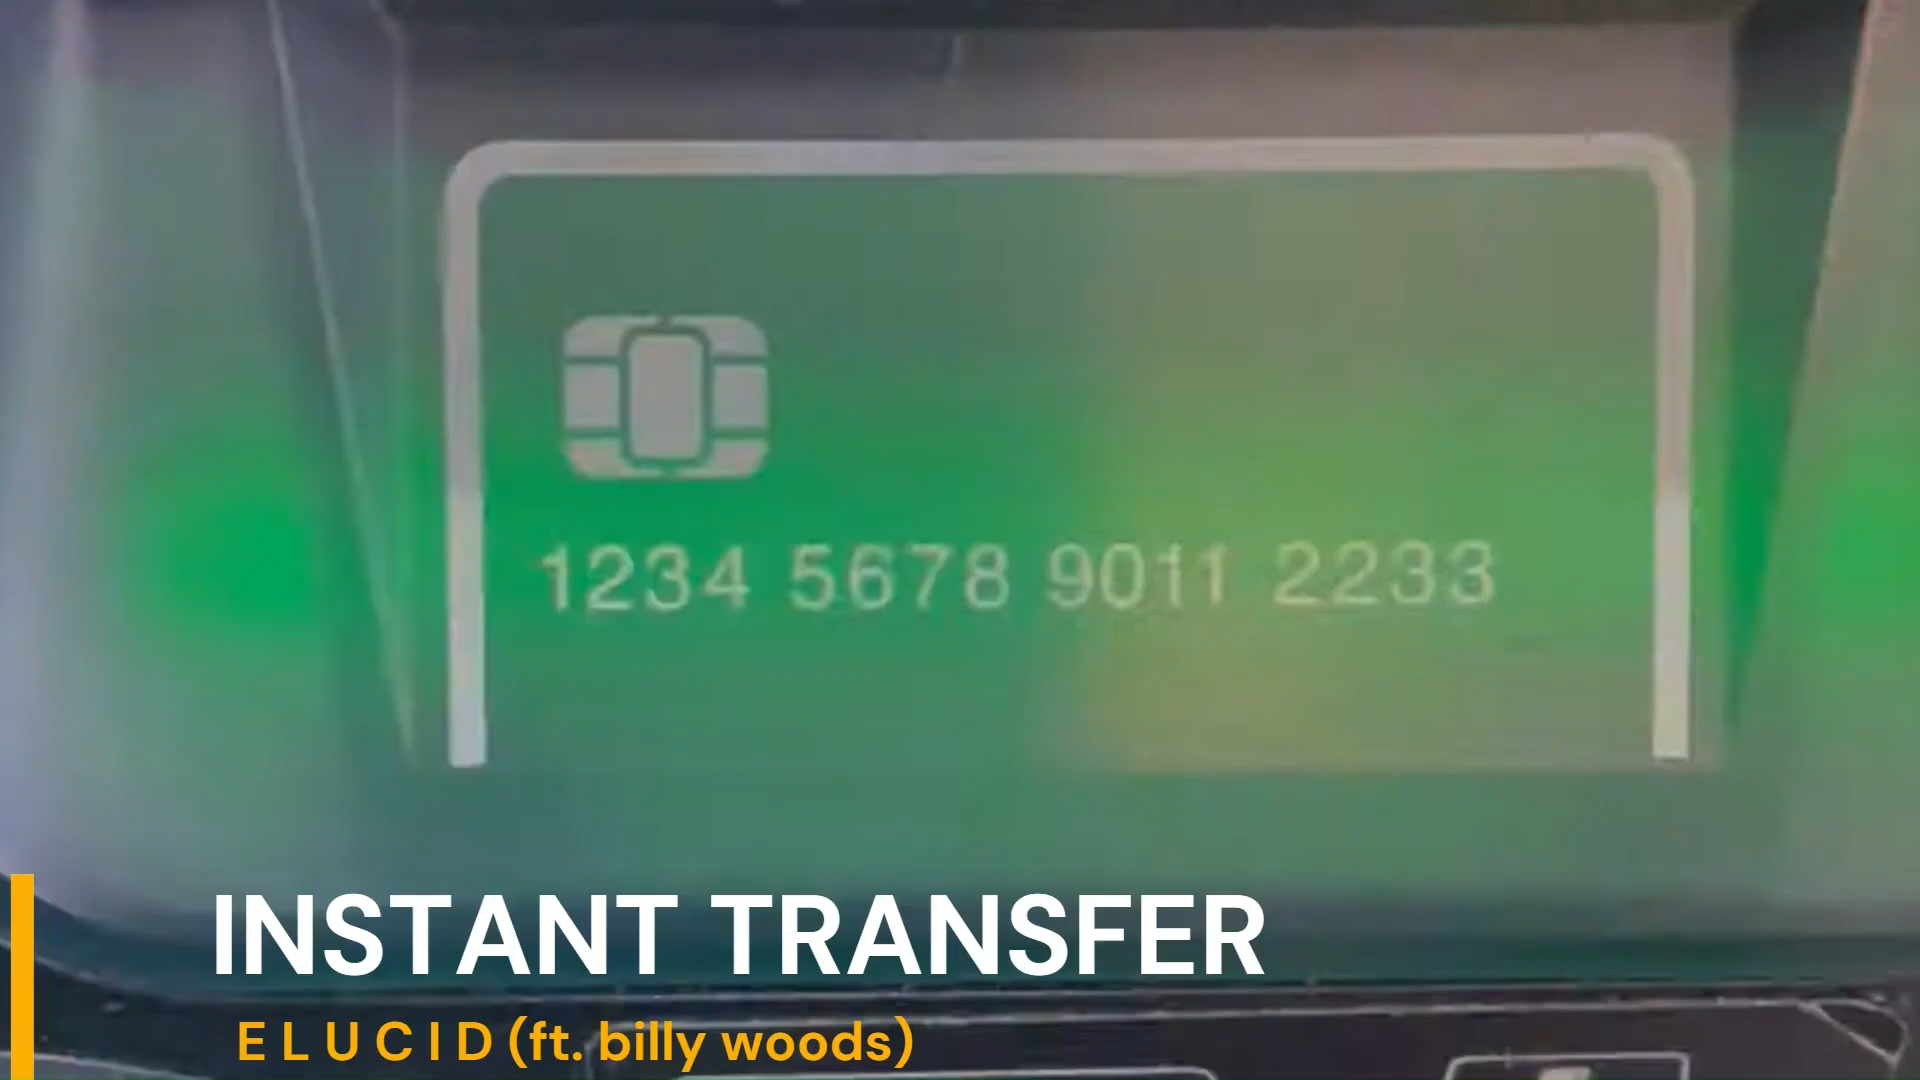 1234 5678 9011 2233
INSTANT TRANSFER
E L U C I D (ft. billy woods)